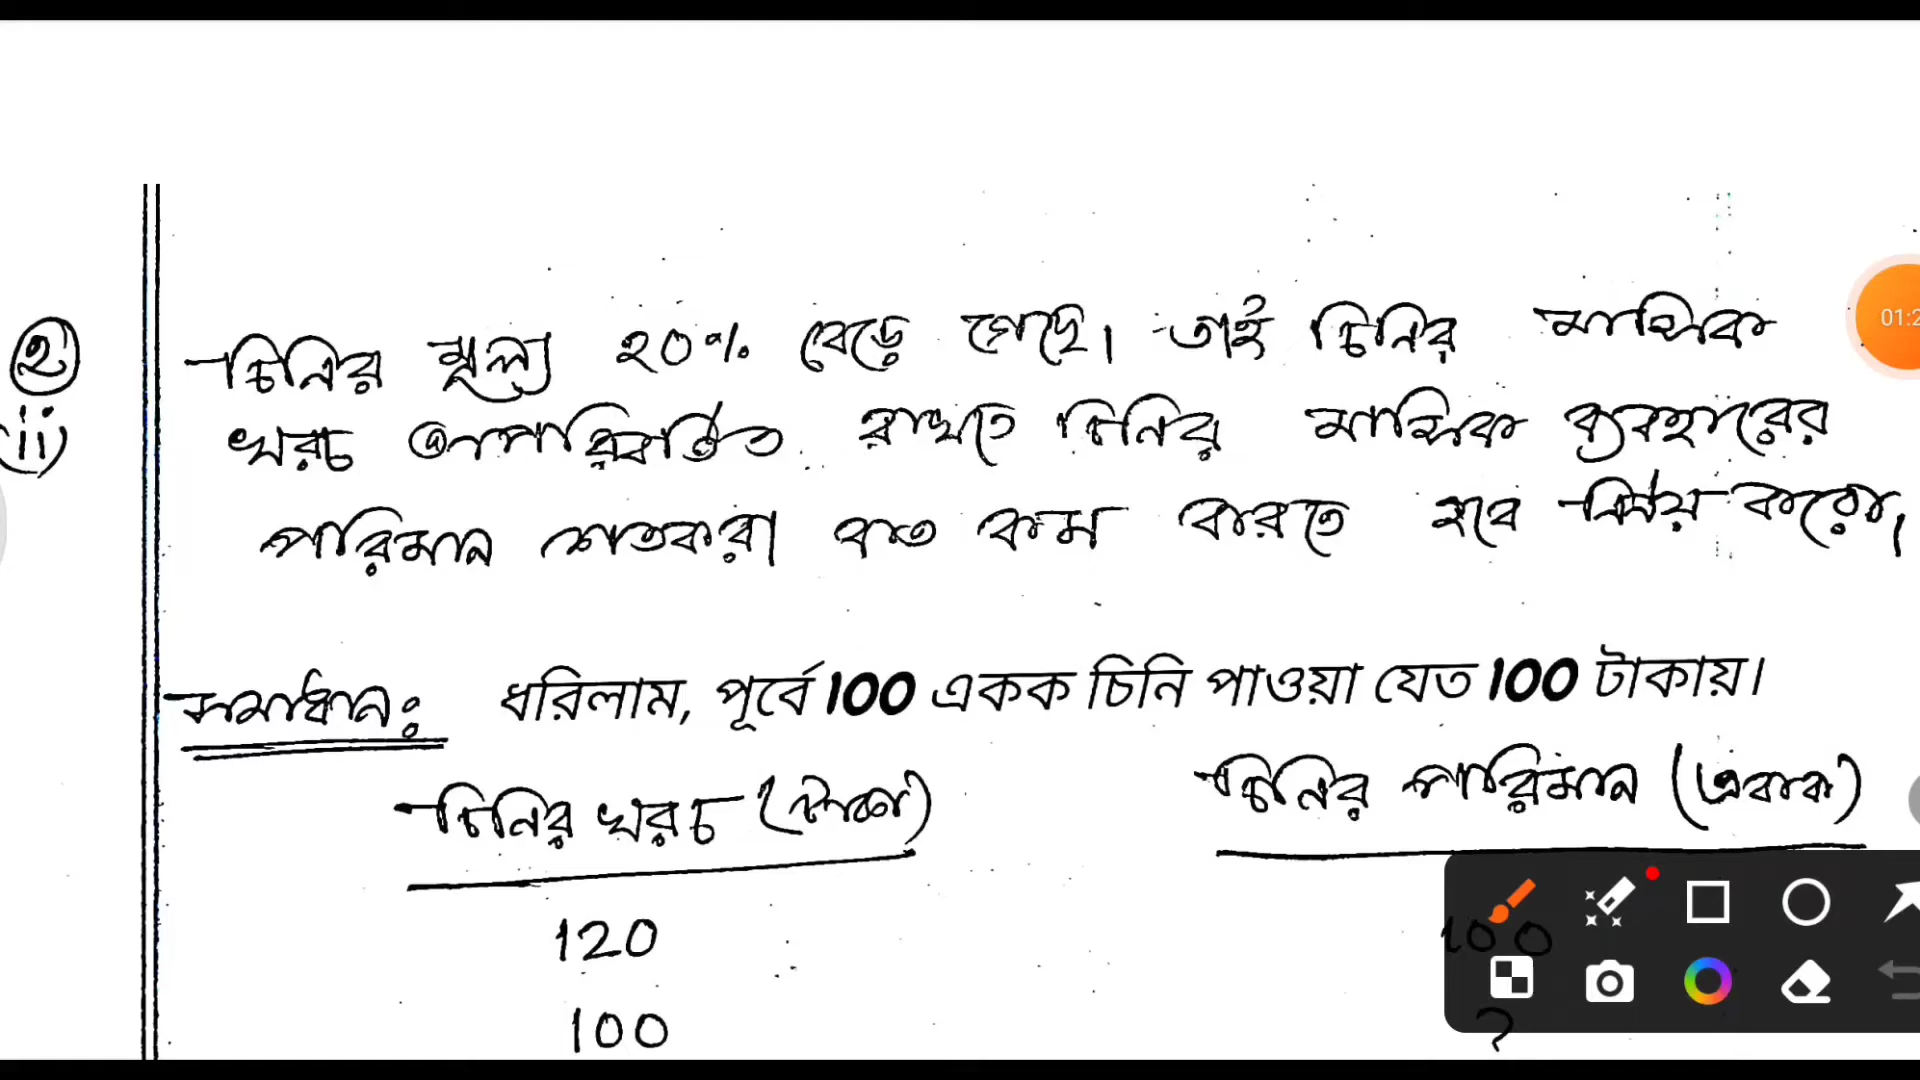 ২
(ii)
চিনির মূল্য ২০% বেড়ে গেছে। তাই চিনির মাসিক
খরচ অপরিবর্তিত রাখতে চিনির মাসিক ব্যবহারের
পরিমান শতকরা কত কম করতে হবে নির্ণয় করো।
সমাধান: ধরিলাম, পূর্বে 100 একক চিনি পাওয়া যেত 100 টাকায়।
চিনির খরচ (টাকা) চিনির পরিমান (একক)
120 100
100 ?
01:2